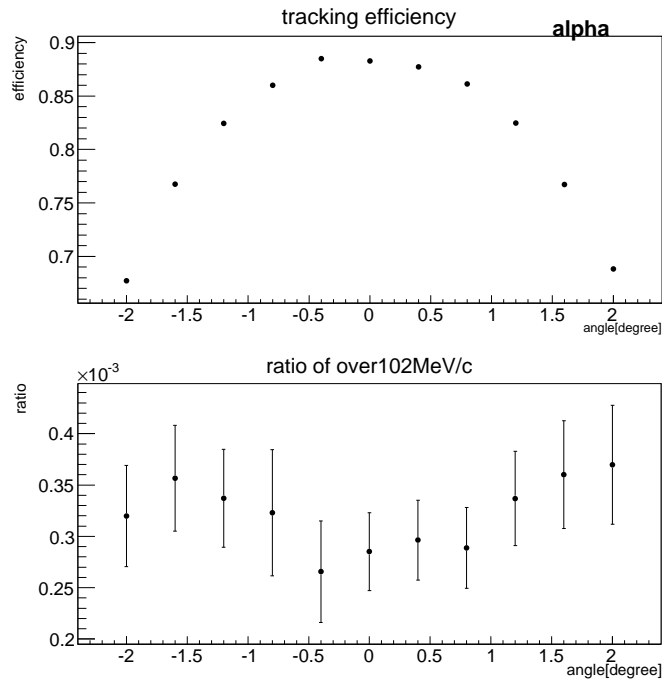 tracking efficiency
alpha
efficiency
0.9
0.85
0.8
0.75
0.7
-2 -1.5 -1 -0.5 0 0.5 1 1.5 2
angle[degree]
ratio of over102MeV/c
×10-3
ratio
0.4
0.35
0.3
0.25
0.2
-2 -1.5 -1 -0.5 0 0.5 1 1.5 2
angle[degree]